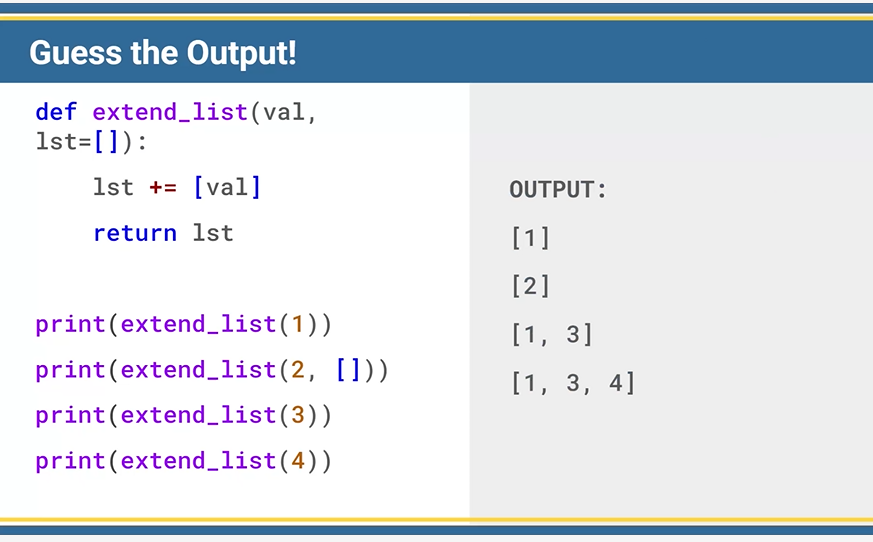 Guess the Output!
def extend_list(val,
lst=[]):
    lst += [val]
    return lst
print(extend_list(1))
print(extend_list(2, []))
print(extend_list(3))
print(extend_list(4))
OUTPUT:
[1]
[2]
[1, 3]
[1, 3, 4]